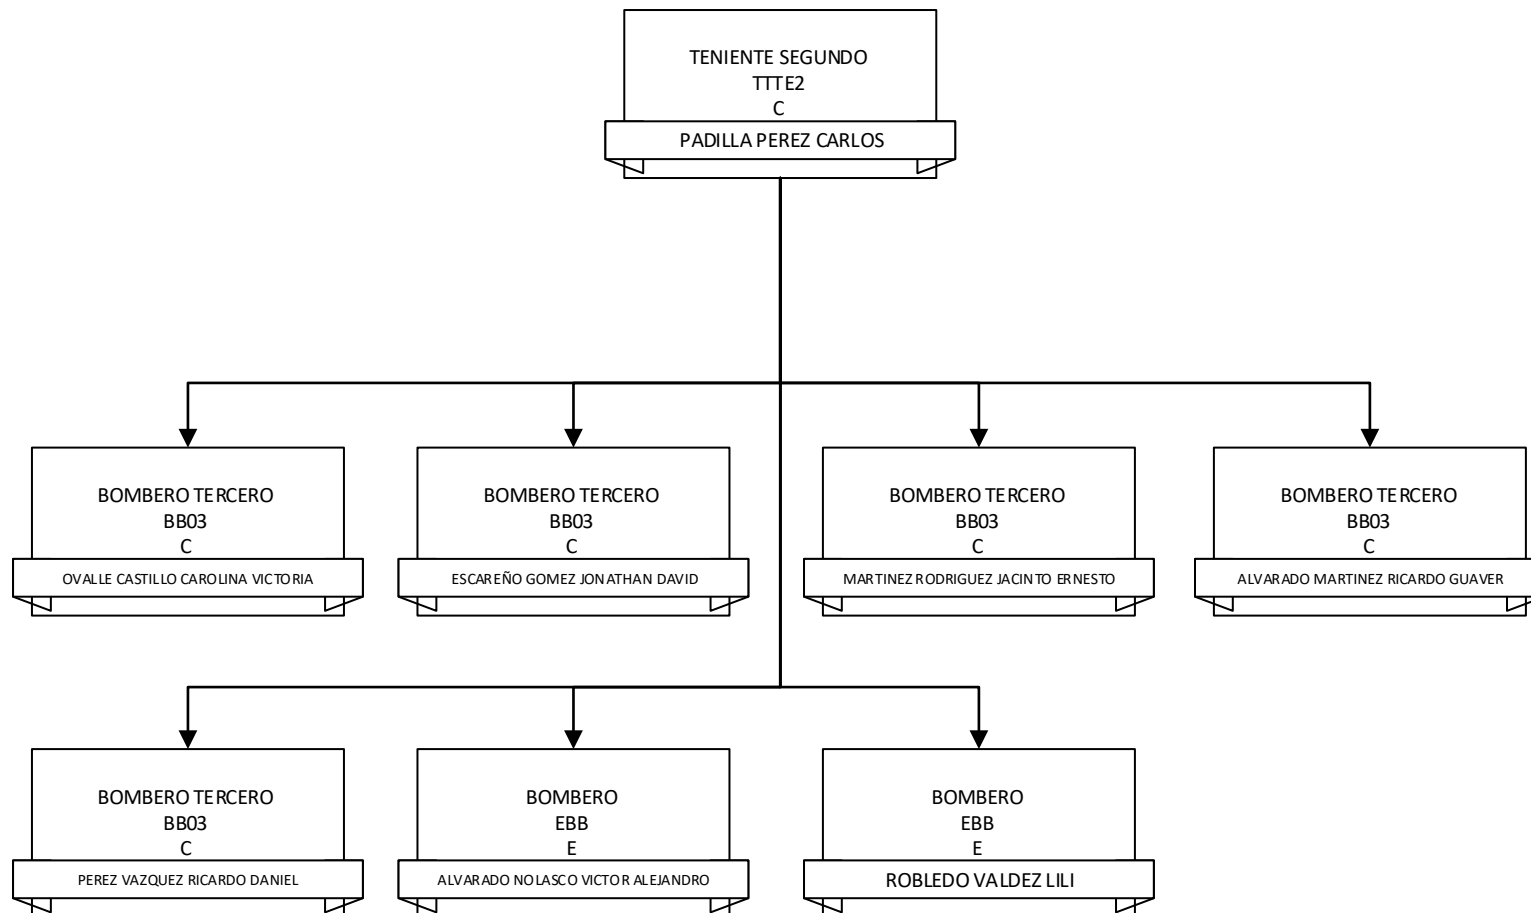 TENIENTE SEGUNDO
TTTE2
C
PADILLA PEREZ CARLOS
BOMBERO TERCERO
BB03
C
OVALLE CASTILLO CAROLINA VICTORIA
BOMBERO TERCERO
BB03
C
ESCAREÑO GOMEZ JONATHAN DAVID
BOMBERO TERCERO
BB03
C
MARTINEZ RODRIGUEZ JACINTO ERNESTO
BOMBERO TERCERO
BB03
C
ALVARADO MARTINEZ RICARDO GUAVER
BOMBERO TERCERO
BB03
C
PEREZ VAZQUEZ RICARDO DANIEL
BOMBERO
EBB
E
ALVARADO NOLASCO VICTOR ALEJANDRO
BOMBERO
EBB
E
ROBLEDO VALDEZ LILI